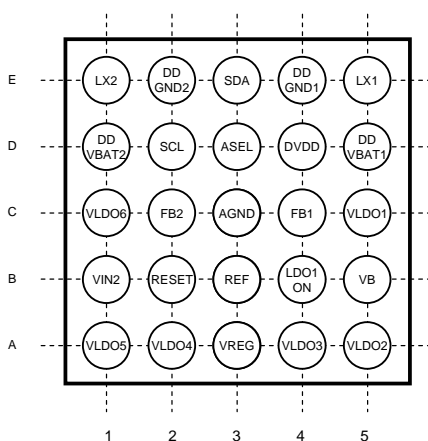 E LX2 DD GND2 SDA DD GND1 LX1
D DD VBAT2 SCL ASEL DVDD DD VBAT1
C VLDO6 FB2 AGND FB1 VLDO1
B VIN2 RESET REF LDO1 ON VB
A VLDO5 VLDO4 VREG VLDO3 VLDO2
1 2 3 4 5